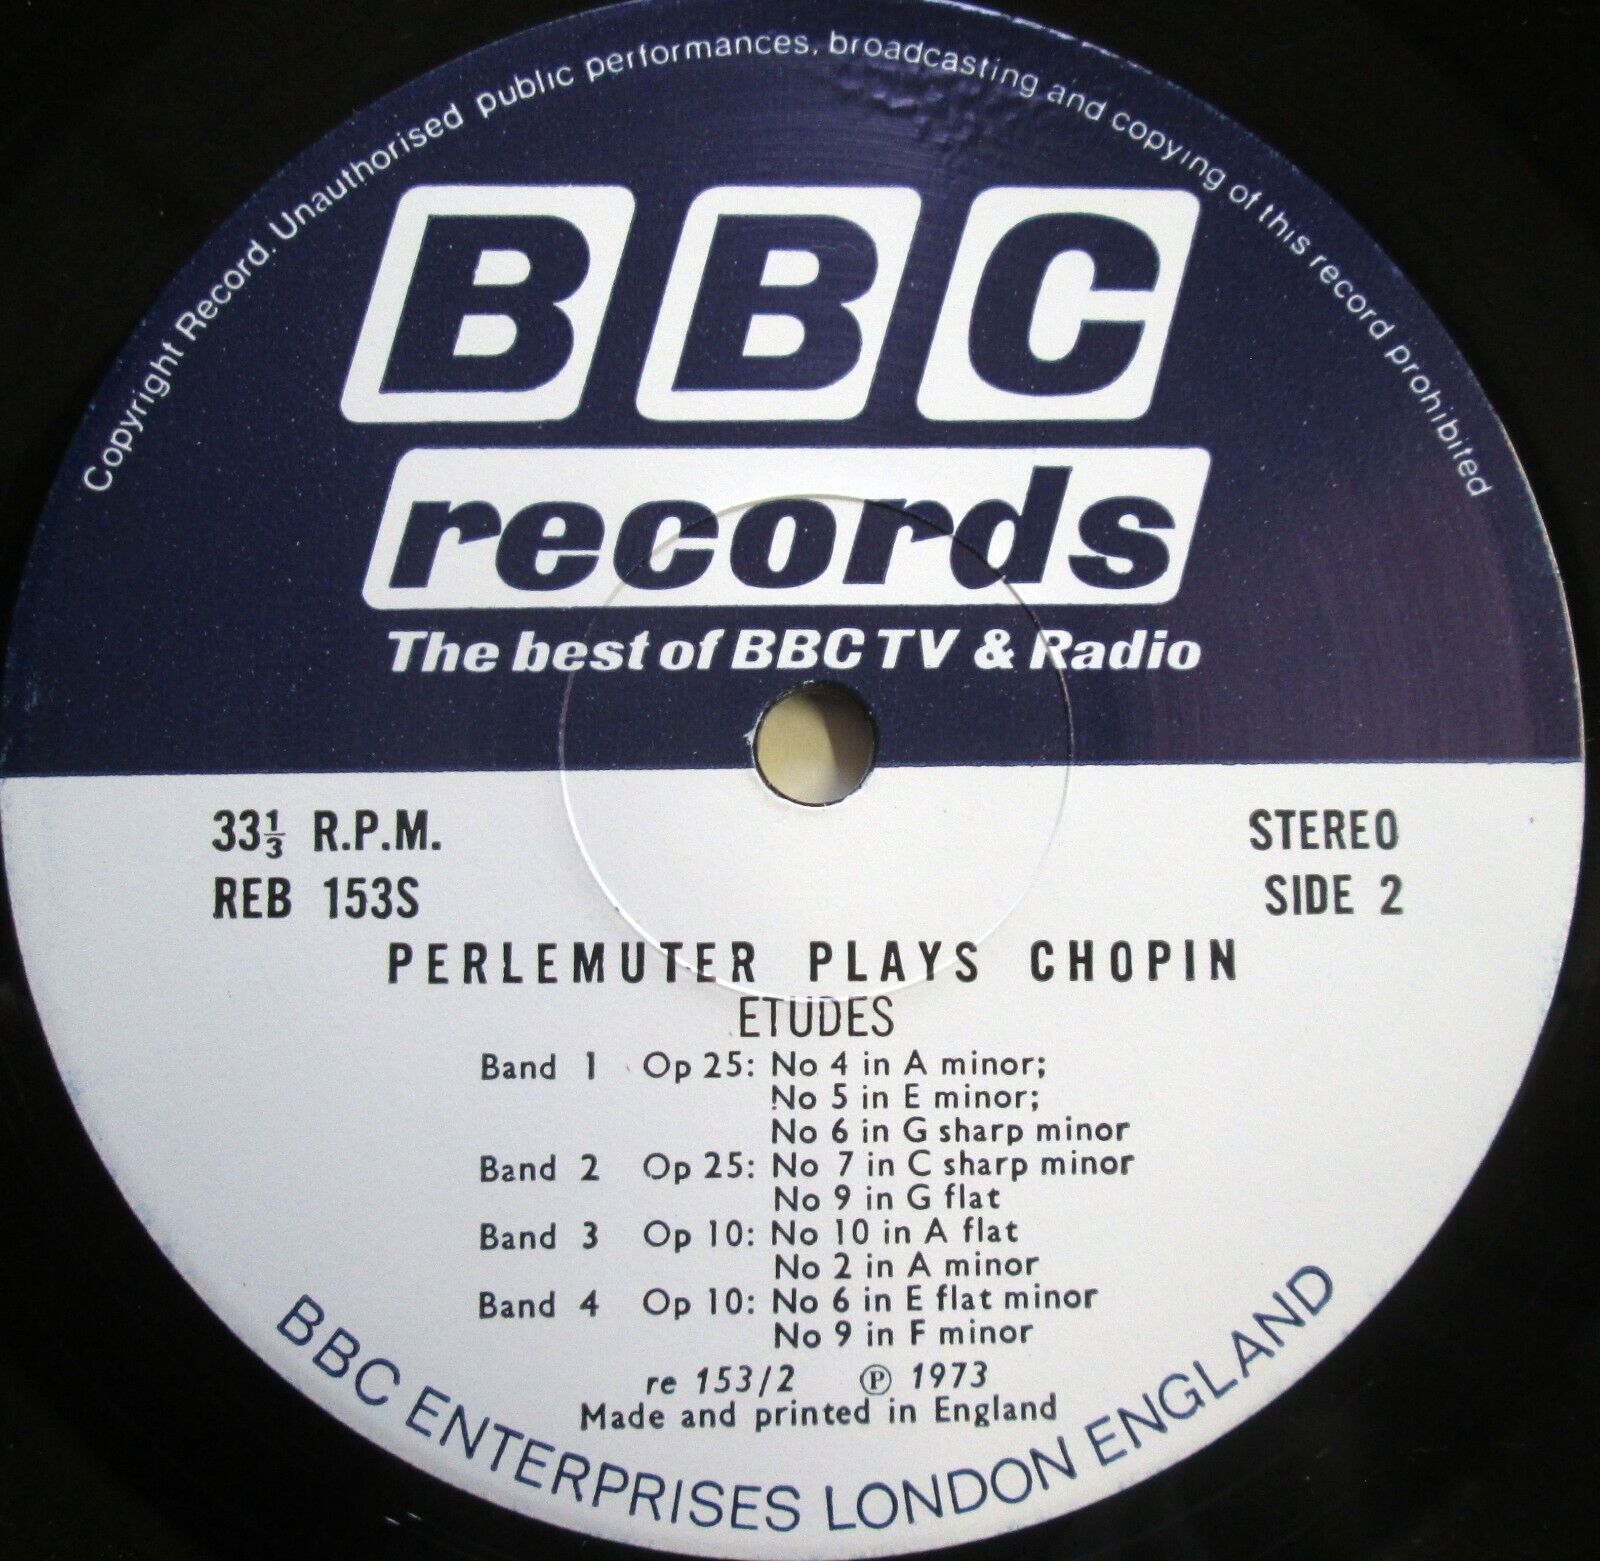 Copyright Record. Unauthorised public performances, broadcasting and copying of this record prohibited
BBC
records
The best of BBC TV & Radio
33⅓ R.P.M.
STEREO
REB 153S
SIDE 2
PERLEMUTER PLAYS CHOPIN
ETUDES
Band 1 Op 25: No 4 in A minor;
No 5 in E minor;
No 6 in G sharp minor
Band 2 Op 25: No 7 in C sharp minor
No 9 in G flat
Band 3 Op 10: No 10 in A flat
No 2 in A minor
Band 4 Op 10: No 6 in E flat minor
No 9 in F minor
re 153/2 ℗ 1973
Made and printed in England
BBC ENTERPRISES LONDON ENGLAND